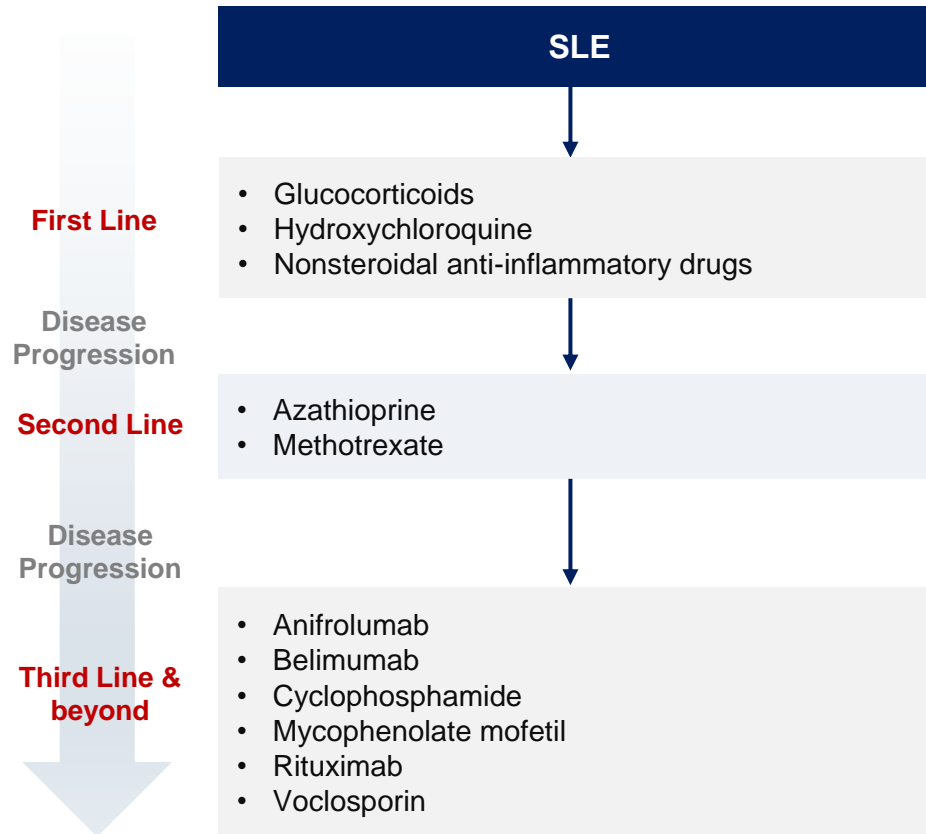 SLE
First Line
• Glucocorticoids
• Hydroxychloroquine
• Nonsteroidal anti-inflammatory drugs
Disease
Progression
Second Line
• Azathioprine
• Methotrexate
Disease
Progression
Third Line &
beyond
• Anifrolumab
• Belimumab
• Cyclophosphamide
• Mycophenolate mofetil
• Rituximab
• Voclosporin